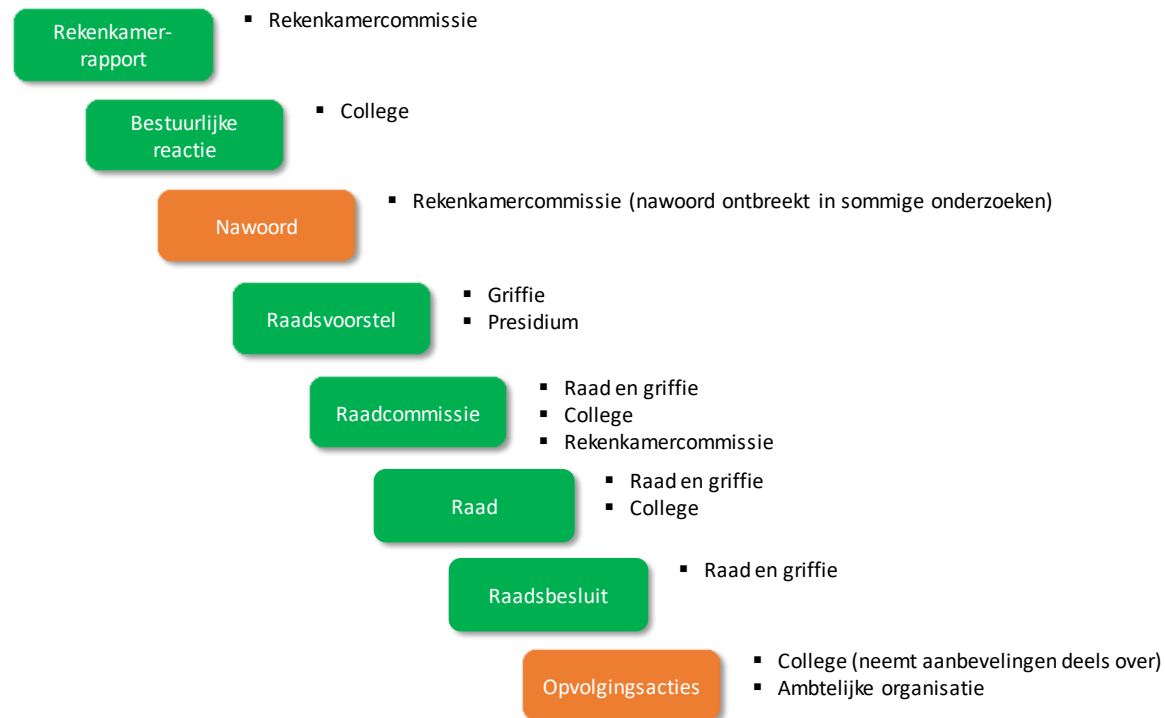 Rekenkamer-
rapport
▪ Rekenkamercommissie
Bestuurlijke
reactie
▪ College
Nawoord
▪ Rekenkamercommissie (nawoord ontbreekt in sommige onderzoeken)
Raadsvoorstel
▪ Griffie
▪ Presidium
Raadcommissie
▪ Raad en griffie
▪ College
▪ Rekenkamercommissie
Raad
▪ Raad en griffie
▪ College
Raadsbesluit
▪ Raad en griffie
Opvolgingsacties
▪ College (neemt aanbevelingen deels over)
▪ Ambtelijke organisatie